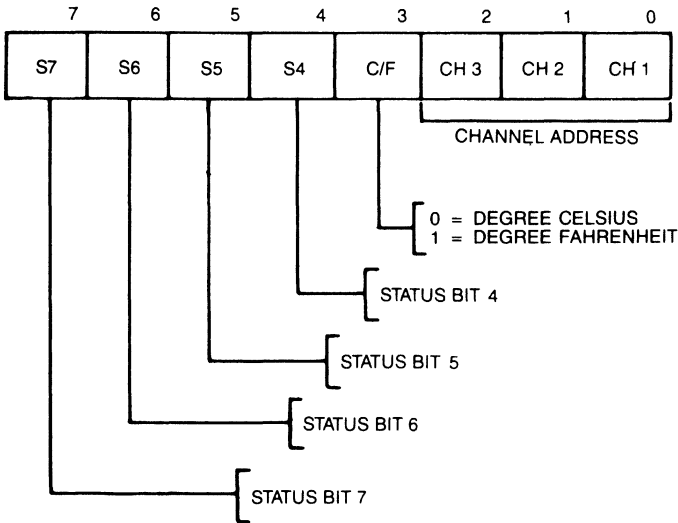 7 6 5 4 3 2 1 0
S7 S6 S5 S4 C/F CH 3 CH 2 CH 1
CHANNEL ADDRESS
0 = DEGREE CELSIUS
1 = DEGREE FAHRENHEIT
STATUS BIT 4
STATUS BIT 5
STATUS BIT 6
STATUS BIT 7